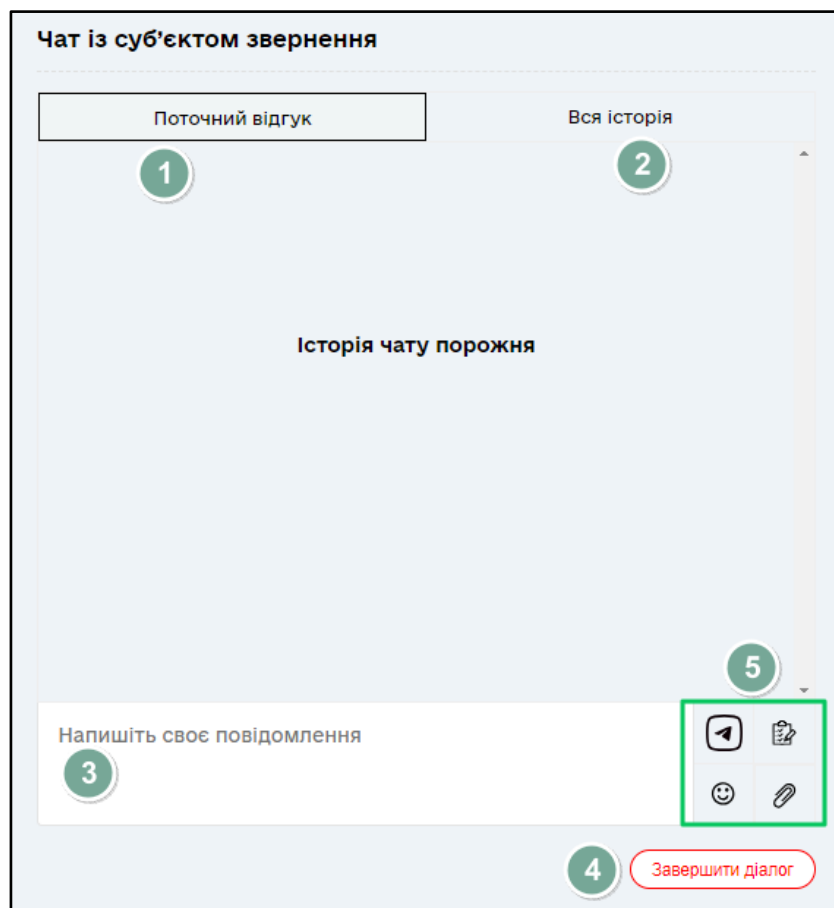 Чат із суб’єктом звернення
Поточний відгук
Вся історія
1
2
Історія чату порожня
5
Напишіть своє повідомлення
3
4
Завершити діалог